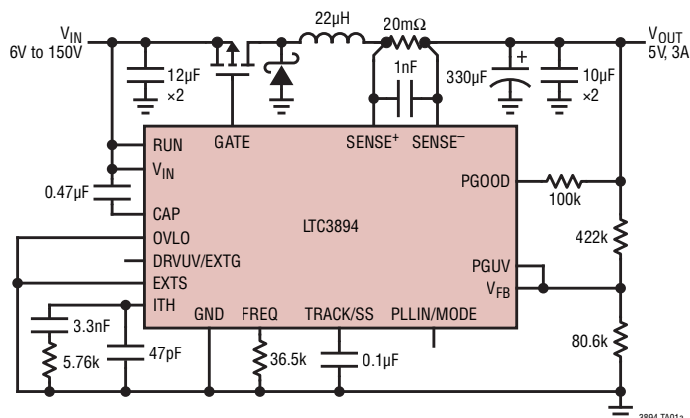 VIN
6V to 150V
12µF
×2
22µH
20mΩ
1nF
330µF
+
10µF
×2
VOUT
5V, 3A
RUN
GATE
SENSE+
SENSE−
VIN
0.47µF
CAP
PGOOD
100k
OVLO
LTC3894
422k
DRVUV/EXTG
EXTS
PGUV
VFB
ITH
GND
FREQ
TRACK/SS
PLLIN/MODE
3.3nF
5.76k
47pF
36.5k
0.1µF
80.6k
3894 TA01a